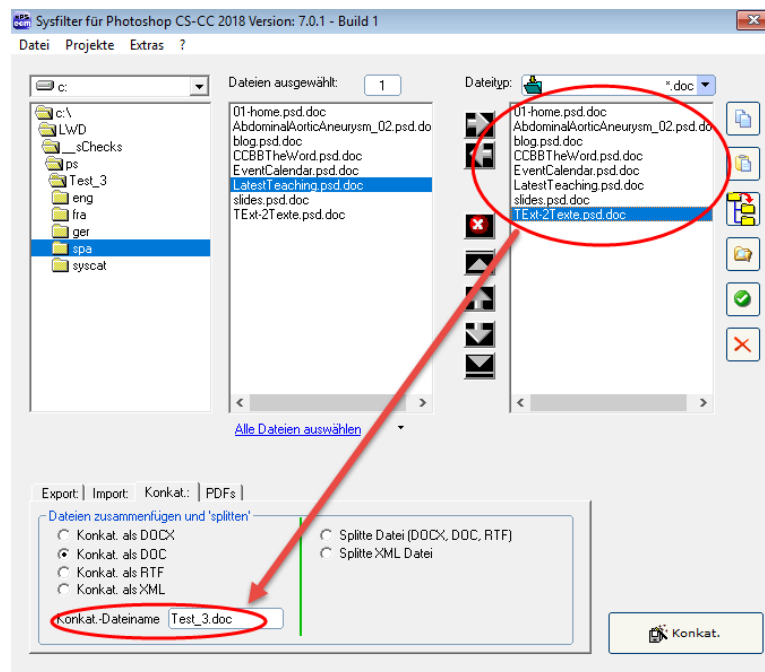 Sysfilter für Photoshop CS-CC 2018 Version: 7.0.1 - Build 1
Datei Projekte Extras ?
c:
Dateien ausgewählt: 1
Dateityp: *.doc
c:\
LWD
__sChecks
ps
Test_3
eng
fra
ger
spa
syscat
01-home.psd.doc
AbdominalAorticAneurysm_02.psd.do
blog.psd.doc
CCBBTheWord.psd.doc
EventCalendar.psd.doc
LatestTeaching.psd.doc
slides.psd.doc
TExt-2Texte.psd.doc
01-home.psd.doc
AbdominalAorticAneurysm_02.psd.do
blog.psd.doc
CCBBTheWord.psd.doc
EventCalendar.psd.doc
LatestTeaching.psd.doc
slides.psd.doc
TExt-2Texte.psd.doc
Alle Dateien auswählen
Export: Import: Konkat.: PDFs
Dateien zusammenfügen und 'splitten'
Konkat. als DOCX
Konkat. als DOC
Konkat. als RTF
Konkat. als XML
Splitte Datei (DOCX, DOC, RTF)
Splitte XML Datei
Konkat.-Dateiname Test_3.doc
Konkat.